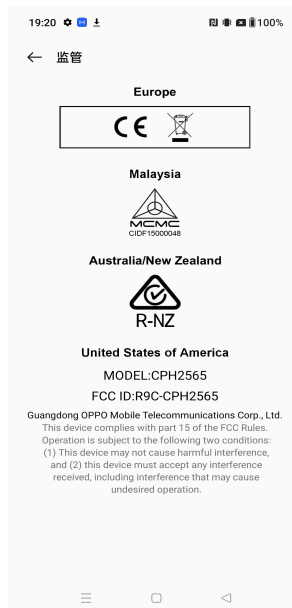 19:20 100%
监管
Europe
CE
Malaysia
MCMC
CIDF15000048
Australia/New Zealand
R-NZ
United States of America
MODEL:CPH2565
FCC ID:R9C-CPH2565
Guangdong OPPO Mobile Telecommunications Corp., Ltd.
This device complies with part 15 of the FCC Rules.
Operation is subject to the following two conditions:
(1) This device may not cause harmful interference,
and (2) this device must accept any interference
received, including interference that may cause
undesired operation.